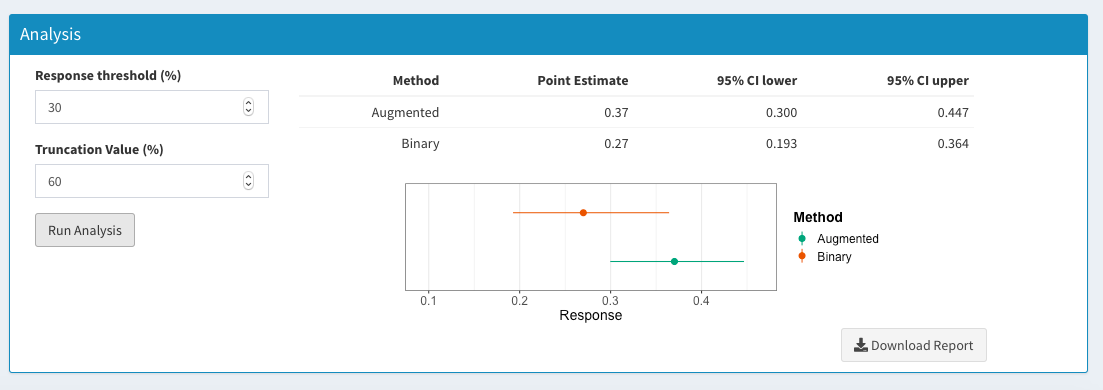 Analysis
Response threshold (%)
30
Truncation Value (%)
60
Run Analysis
Method Point Estimate 95% CI lower 95% CI upper
Augmented 0.37 0.300 0.447
Binary 0.27 0.193 0.364
0.1 0.2 0.3 0.4
Response
Method
Augmented
Binary
Download Report